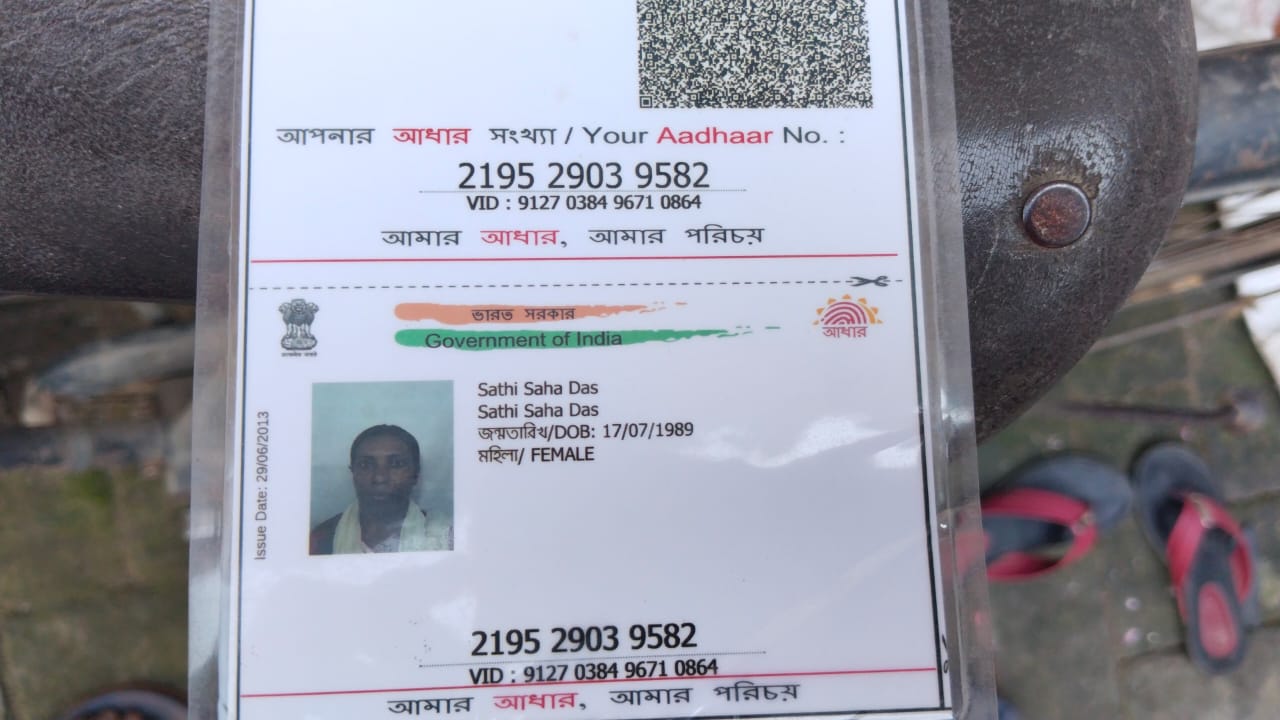 আপনার আধার সংখ্যা / Your Aadhaar No. :
2195 2903 9582
VID : 9127 0384 9671 0864
আমার আধার, আমার পরিচয়
ভারত সরকার
Government of India
আধার
Issue Date: 29/06/2013
Sathi Saha Das
Sathi Saha Das
জন্মতারিখ/DOB: 17/07/1989
মহিলা/ FEMALE
2195 2903 9582
VID : 9127 0384 9671 0864
আমার আধার, আমার পরিচয়